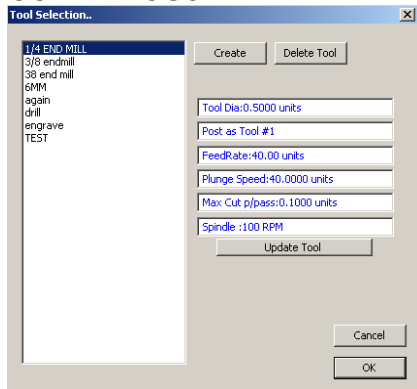 Tool Selection..
1/4 END MILL
3/8 endmill
38 end mill
6MM
again
drill
engrave
TEST
Create
Delete Tool
Tool Dia:0.5000 units
Post as Tool #1
FeedRate:40.00 units
Plunge Speed:40.0000 units
Max Cut p/pass:0.1000 units
Spindle :100 RPM
Update Tool
Cancel
OK